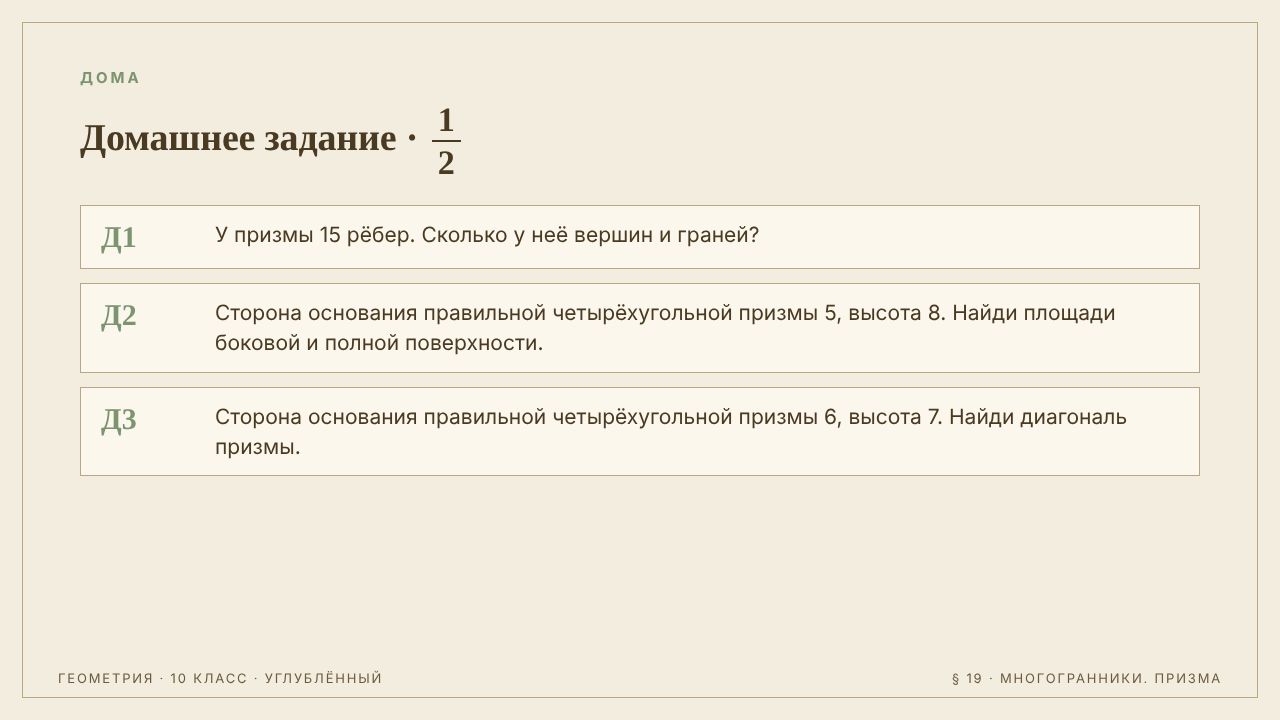 ДОМА
Домашнее задание · 1/2
Д1 У призмы 15 рёбер. Сколько у неё вершин и граней?
Д2 Сторона основания правильной четырёхугольной призмы 5, высота 8. Найди площади
боковой и полной поверхности.
Д3 Сторона основания правильной четырёхугольной призмы 6, высота 7. Найди диагональ
призмы.
ГЕОМЕТРИЯ · 10 КЛАСС · УГЛУБЛЁННЫЙ
§ 19 · МНОГОГРАННИКИ. ПРИЗМА